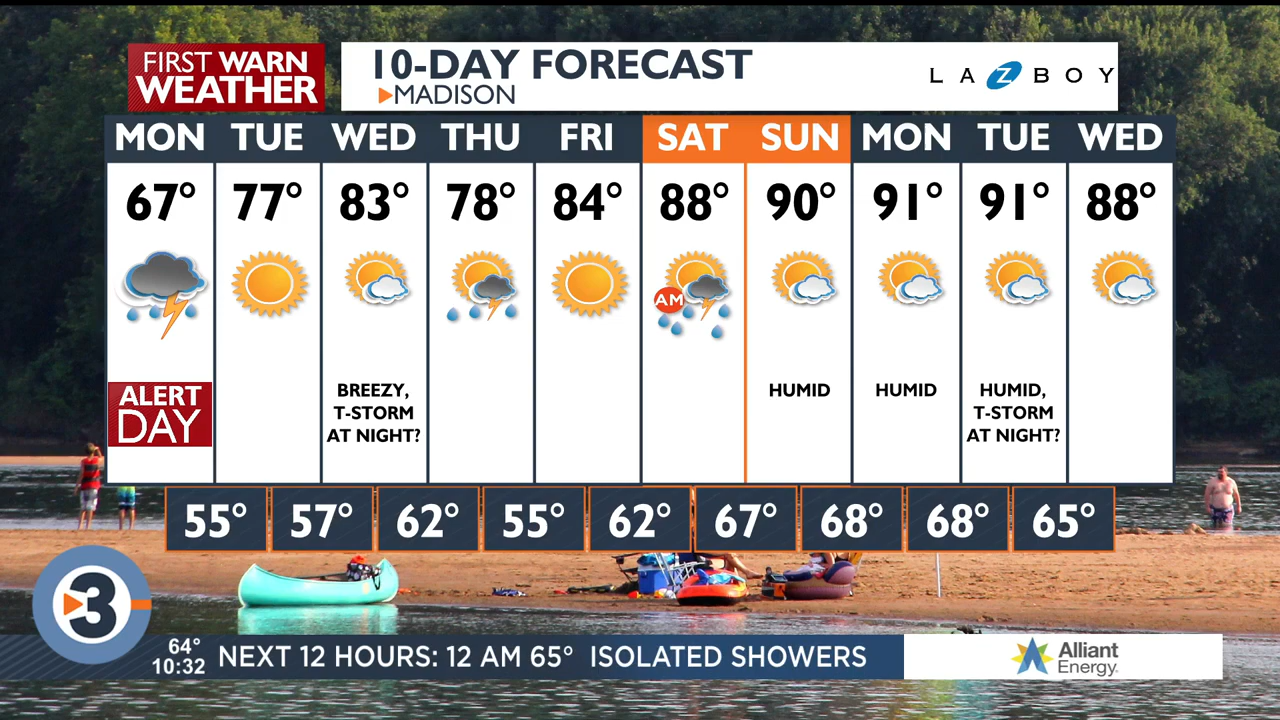 FIRST WARN
WEATHER
10-DAY FORECAST
MADISON
LA Z BOY
MON TUE WED THU FRI SAT SUN MON TUE WED
67° 77° 83° 78° 84° 88° 90° 91° 91° 88°
AM
ALERT
DAY
BREEZY,
T-STORM
AT NIGHT?
HUMID
HUMID
HUMID,
T-STORM
AT NIGHT?
55° 57° 62° 55° 62° 67° 68° 68° 65°
3
64°
10:32
NEXT 12 HOURS: 12 AM 65° ISOLATED SHOWERS
Alliant
Energy.